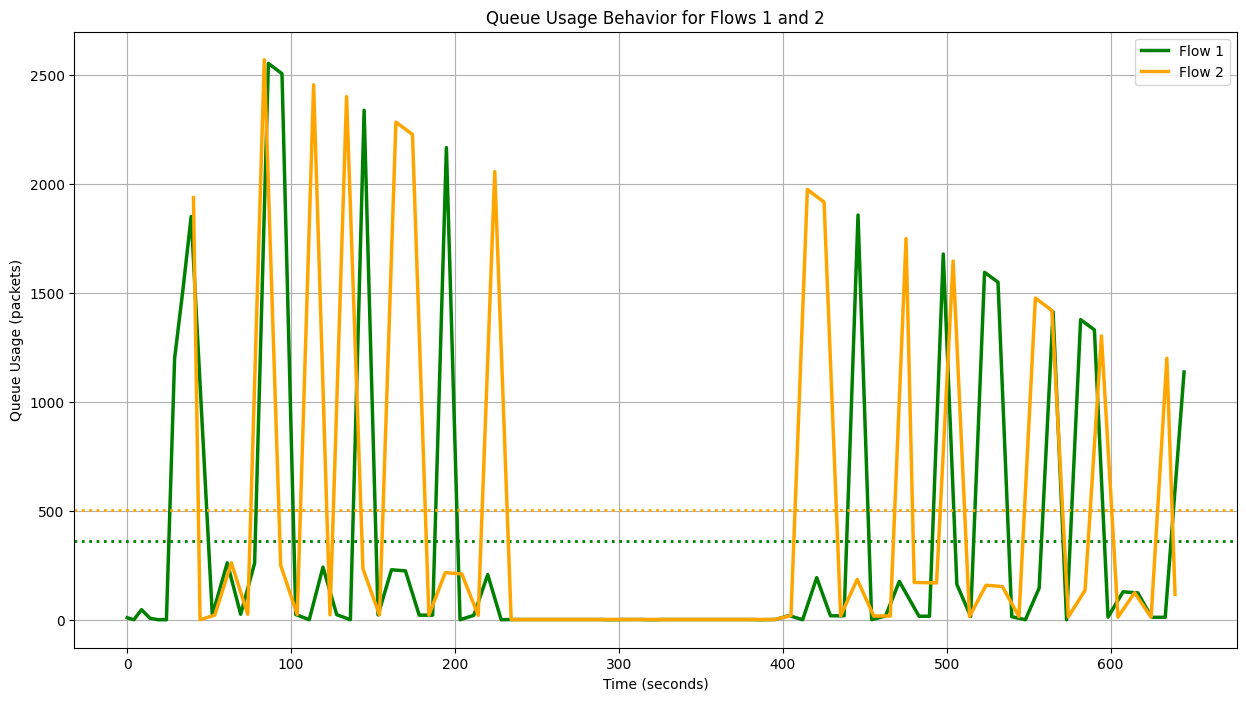 Queue Usage Behavior for Flows 1 and 2
Flow 1
Flow 2
Queue Usage (packets)
2500
2000
1500
1000
500
0
0 100 200 300 400 500 600
Time (seconds)